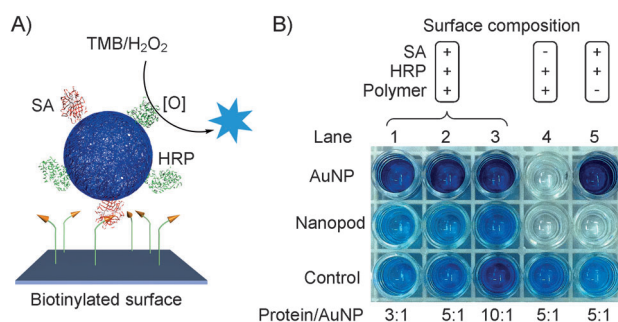 A)
TMB/H₂O₂
[O]
SA
HRP
Biotinylated surface
B)
Surface composition
SA + - +
HRP + + +
Polymer + + -
Lane 1 2 3 4 5
AuNP
Nanopod
Control
Protein/AuNP 3:1 5:1 10:1 5:1 5:1